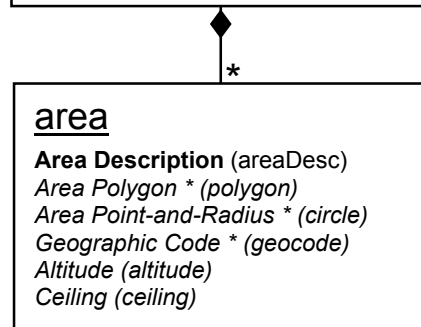 *
area
Area Description (areaDesc)
Area Polygon * (polygon)
Area Point-and-Radius * (circle)
Geographic Code * (geocode)
Altitude (altitude)
Ceiling (ceiling)